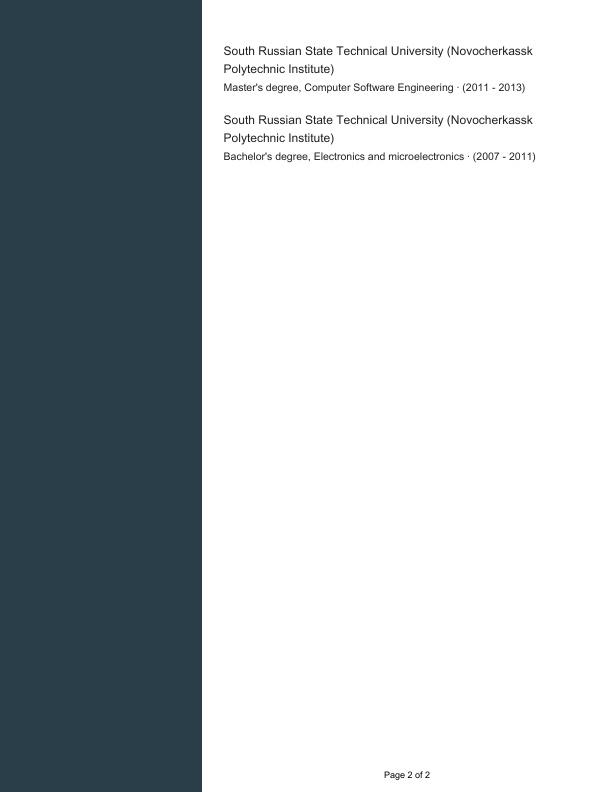 South Russian State Technical University (Novocherkassk
Polytechnic Institute)
Master's degree, Computer Software Engineering · (2011 - 2013)
South Russian State Technical University (Novocherkassk
Polytechnic Institute)
Bachelor's degree, Electronics and microelectronics · (2007 - 2011)
Page 2 of 2